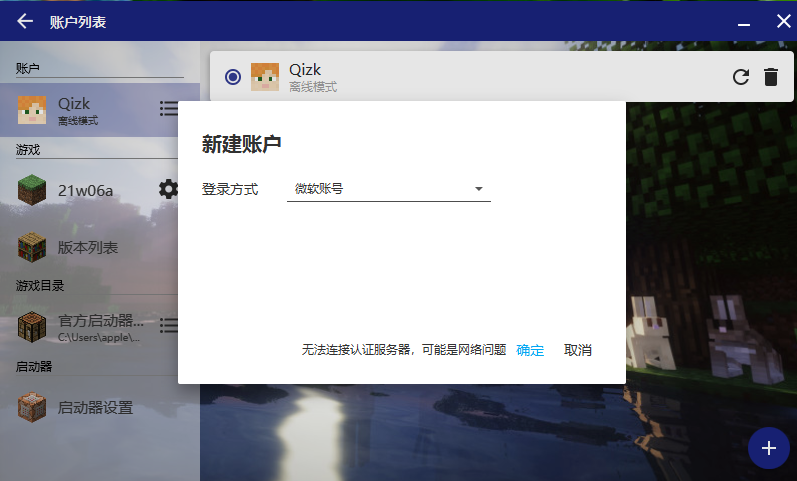 账户列表
账户
Qizk
离线模式
游戏
21w06a
版本列表
游戏目录
官方启动器...
C:\Users\apple\...
启动器
启动器设置
Qizk
离线模式
新建账户
登录方式 微软账号
无法连接认证服务器，可能是网络问题 确定 取消